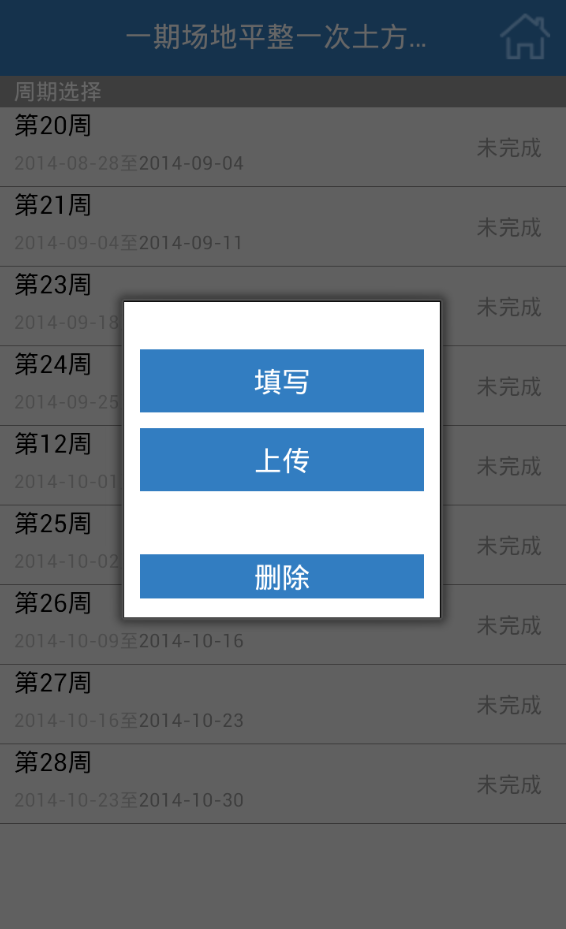 一期场地平整一次土方...
周期选择
第20周
2014-08-28至2014-09-04
未完成
第21周
2014-09-04至2014-09-11
未完成
第23周
2014-09-18
未完成
第24周
2014-09-25
未完成
第12周
2014-10-01
未完成
第25周
2014-10-02
未完成
第26周
2014-10-09至2014-10-16
未完成
第27周
2014-10-16至2014-10-23
未完成
第28周
2014-10-23至2014-10-30
未完成
填写
上传
删除